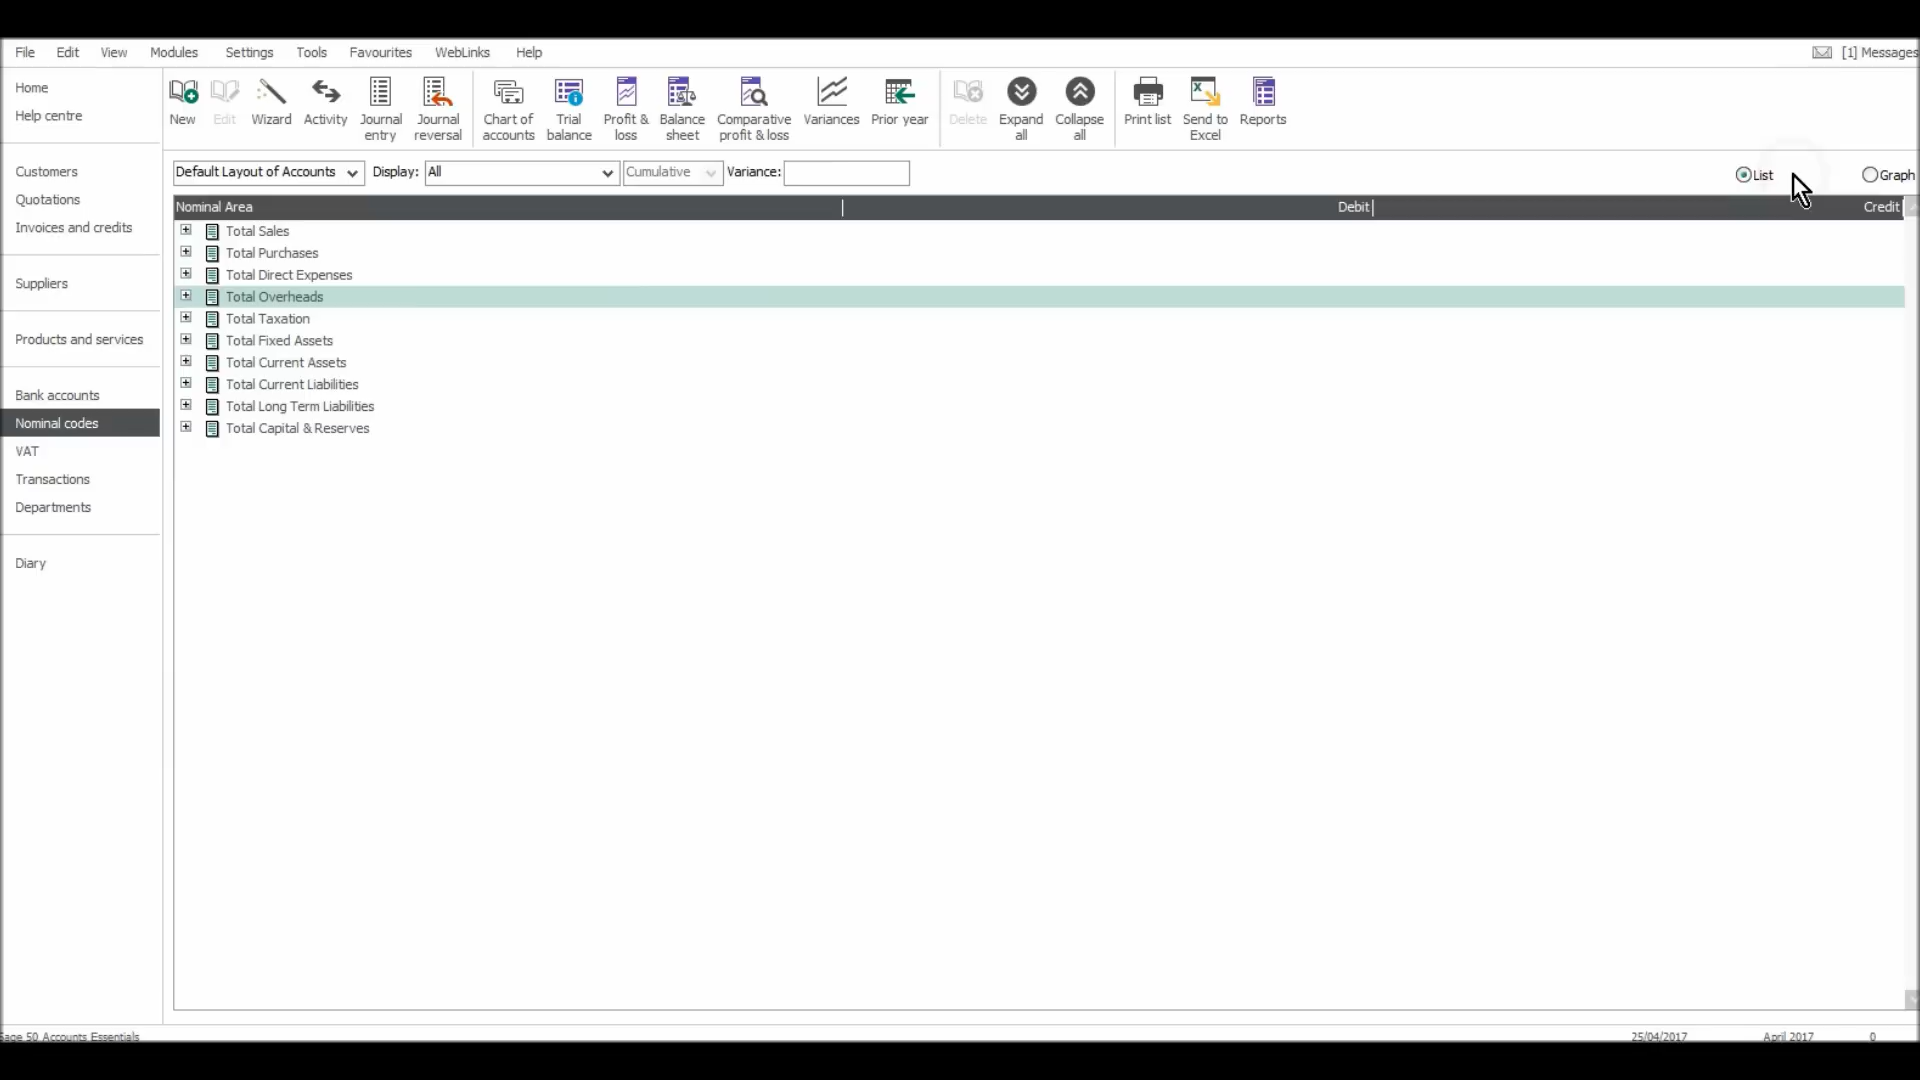 File Edit View Modules Settings Tools Favourites WebLinks Help [1] Messages
Home
Help centre
Customers
Quotations
Invoices and credits
Suppliers
Products and services
Bank accounts
Nominal codes
VAT
Transactions
Departments
Diary
New Edit Wizard Activity Journal entry Journal reversal Chart of accounts Trial balance Profit & loss Balance sheet Comparative profit & loss Variances Prior year Delete Expand all Collapse all Print list Send to Excel Reports
Default Layout of Accounts Display: All Cumulative Variance: List Graph
Nominal Area Debit Credit
Total Sales
Total Purchases
Total Direct Expenses
Total Overheads
Total Taxation
Total Fixed Assets
Total Current Assets
Total Current Liabilities
Total Long Term Liabilities
Total Capital & Reserves
Sage 50 Accounts Essentials 25/04/2017 April 2017 0